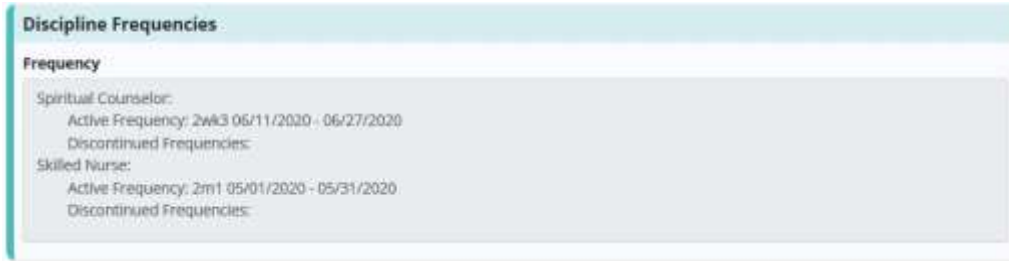 Discipline Frequencies
Frequency
Spiritual Counselor:
Active Frequency: 2wk3 06/11/2020 - 06/27/2020
Discontinued Frequencies:
Skilled Nurse:
Active Frequency: 2m1 05/01/2020 - 05/31/2020
Discontinued Frequencies: